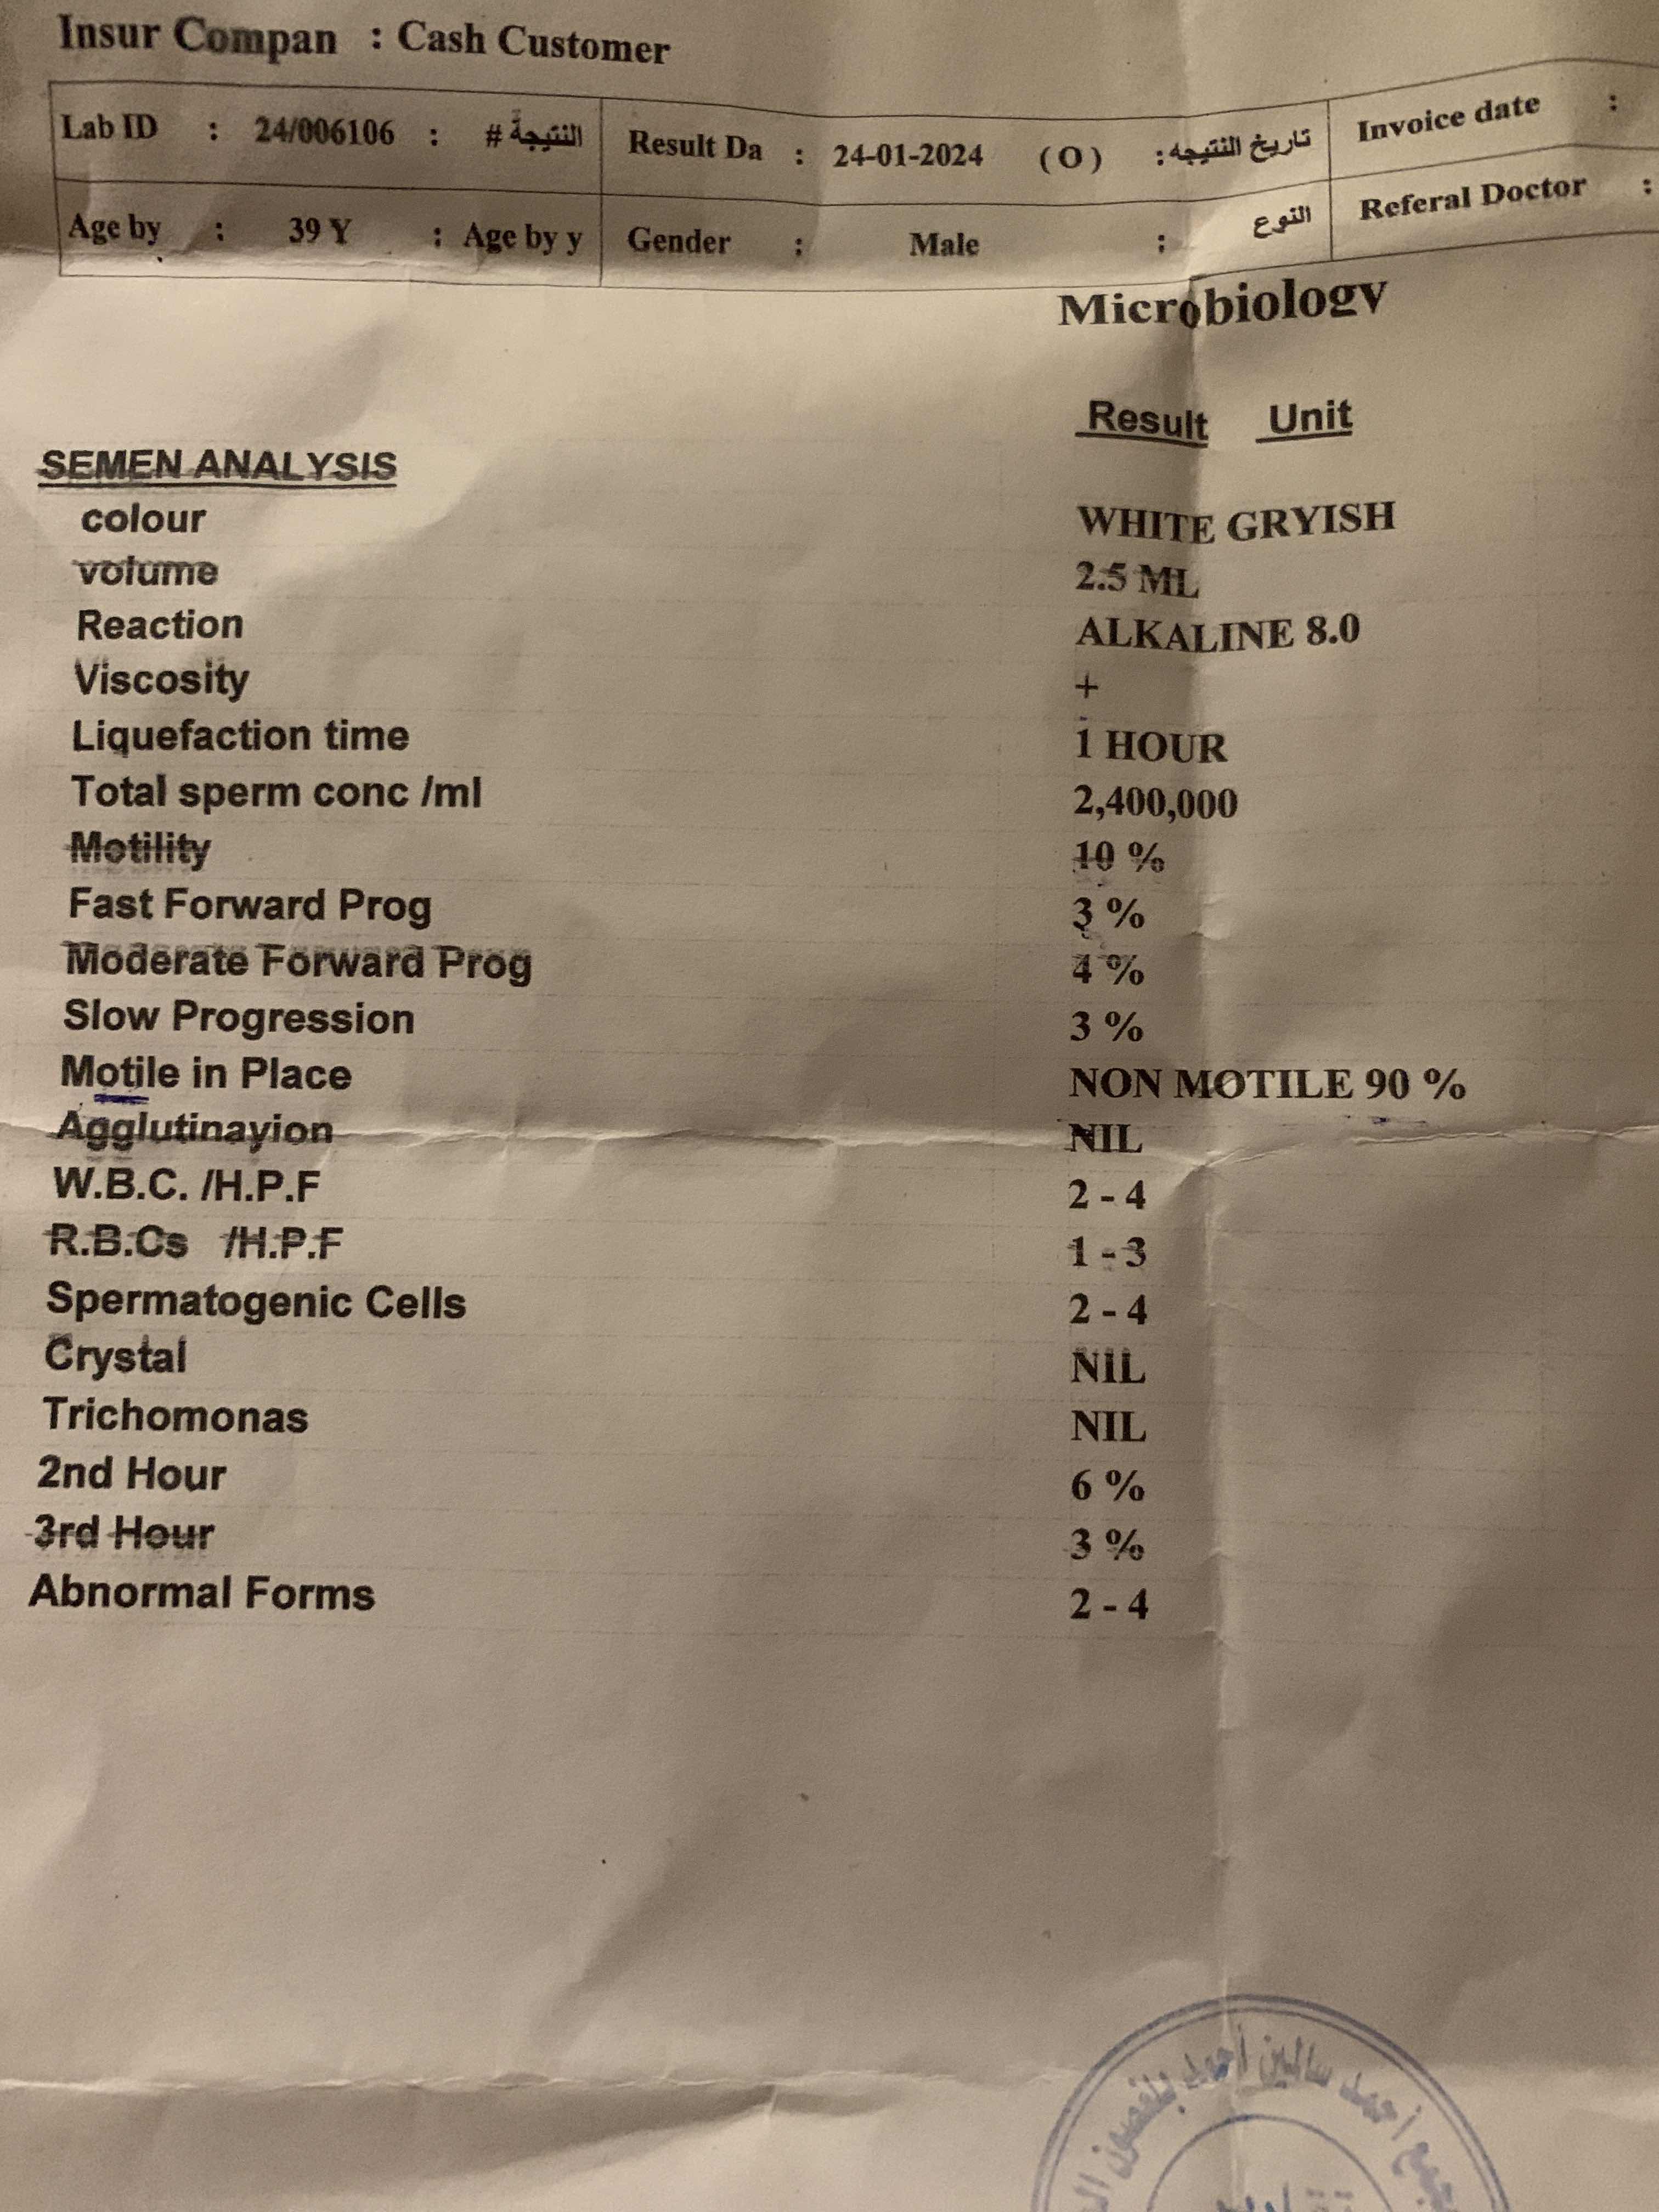 Insur Compan : Cash Customer
Lab ID : 24/006106 : النتيجة # Result Da : 24-01-2024 ( O ) : تاريخ النتيجه Invoice date :
Age by : 39 Y : Age by y Gender : Male : النوع Referal Doctor :
Microbiology
Result Unit
SEMEN ANALYSIS
colour WHITE GRYISH
volume 2.5 ML
Reaction ALKALINE 8.0
Viscosity +
Liquefaction time 1 HOUR
Total sperm conc /ml 2,400,000
Motility 10 %
Fast Forward Prog 3 %
Moderate Forward Prog 4 %
Slow Progression 3 %
Motile in Place NON MOTILE 90 %
Agglutinayion NIL
W.B.C. /H.P.F 2 - 4
R.B.Cs /H.P.F 1 - 3
Spermatogenic Cells 2 - 4
Crystal NIL
Trichomonas NIL
2nd Hour 6 %
3rd Hour 3 %
Abnormal Forms 2 - 4
أحمد سالمين أحمد